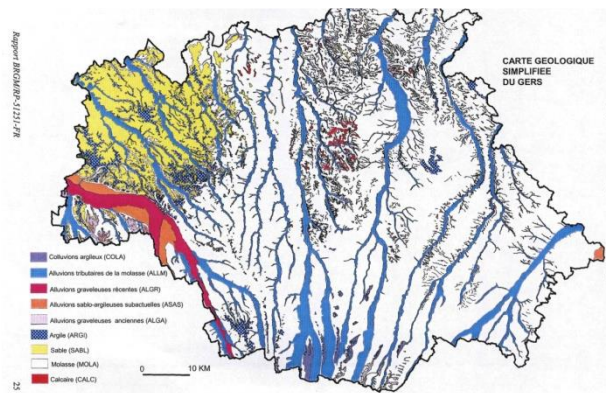 Rapport BRGM/RP-51251-FR
CARTE GEOLOGIQUE
SIMPLIFIEE
DU GERS
Colluvions argileux (COLA)
Alluvions tributaires de la molasse (ALLM)
Alluvions graveleuses récentes (ALGR)
Alluvions sablo-argileuses subactuelles (ASAS)
Alluvions graveleuses anciennes (ALGA)
Argile (ARGI)
Sable (SABL)
Molasse (MOLA)
Calcaire (CALC)
0 10 KM
25